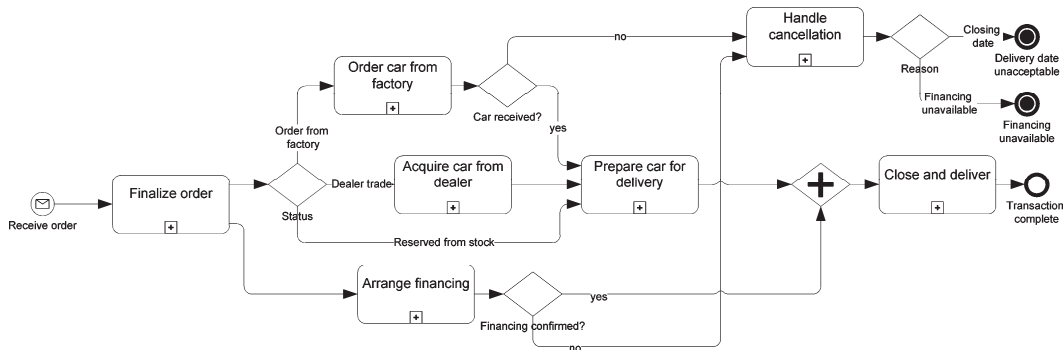 Handle
cancellation
no
Closing
date
Delivery date
unacceptable
Reason
Order car from
factory
Car received?
Financing
unavailable
Financing
unavailable
Order from
factory
yes
Receive order
Finalize order
Status
Dealer trade
Acquire car from
dealer
Prepare car for
delivery
Close and deliver
Transaction
complete
Reserved from stock
Arrange financing
Financing confirmed?
yes
no